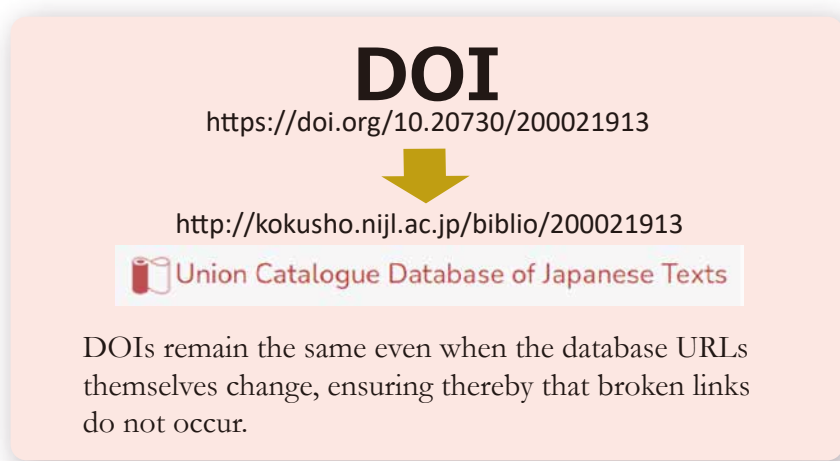 DOI
https://doi.org/10.20730/200021913
http://kokusho.nijl.ac.jp/biblio/200021913
Union Catalogue Database of Japanese Texts
DOIs remain the same even when the database URLs
themselves change, ensuring thereby that broken links
do not occur.